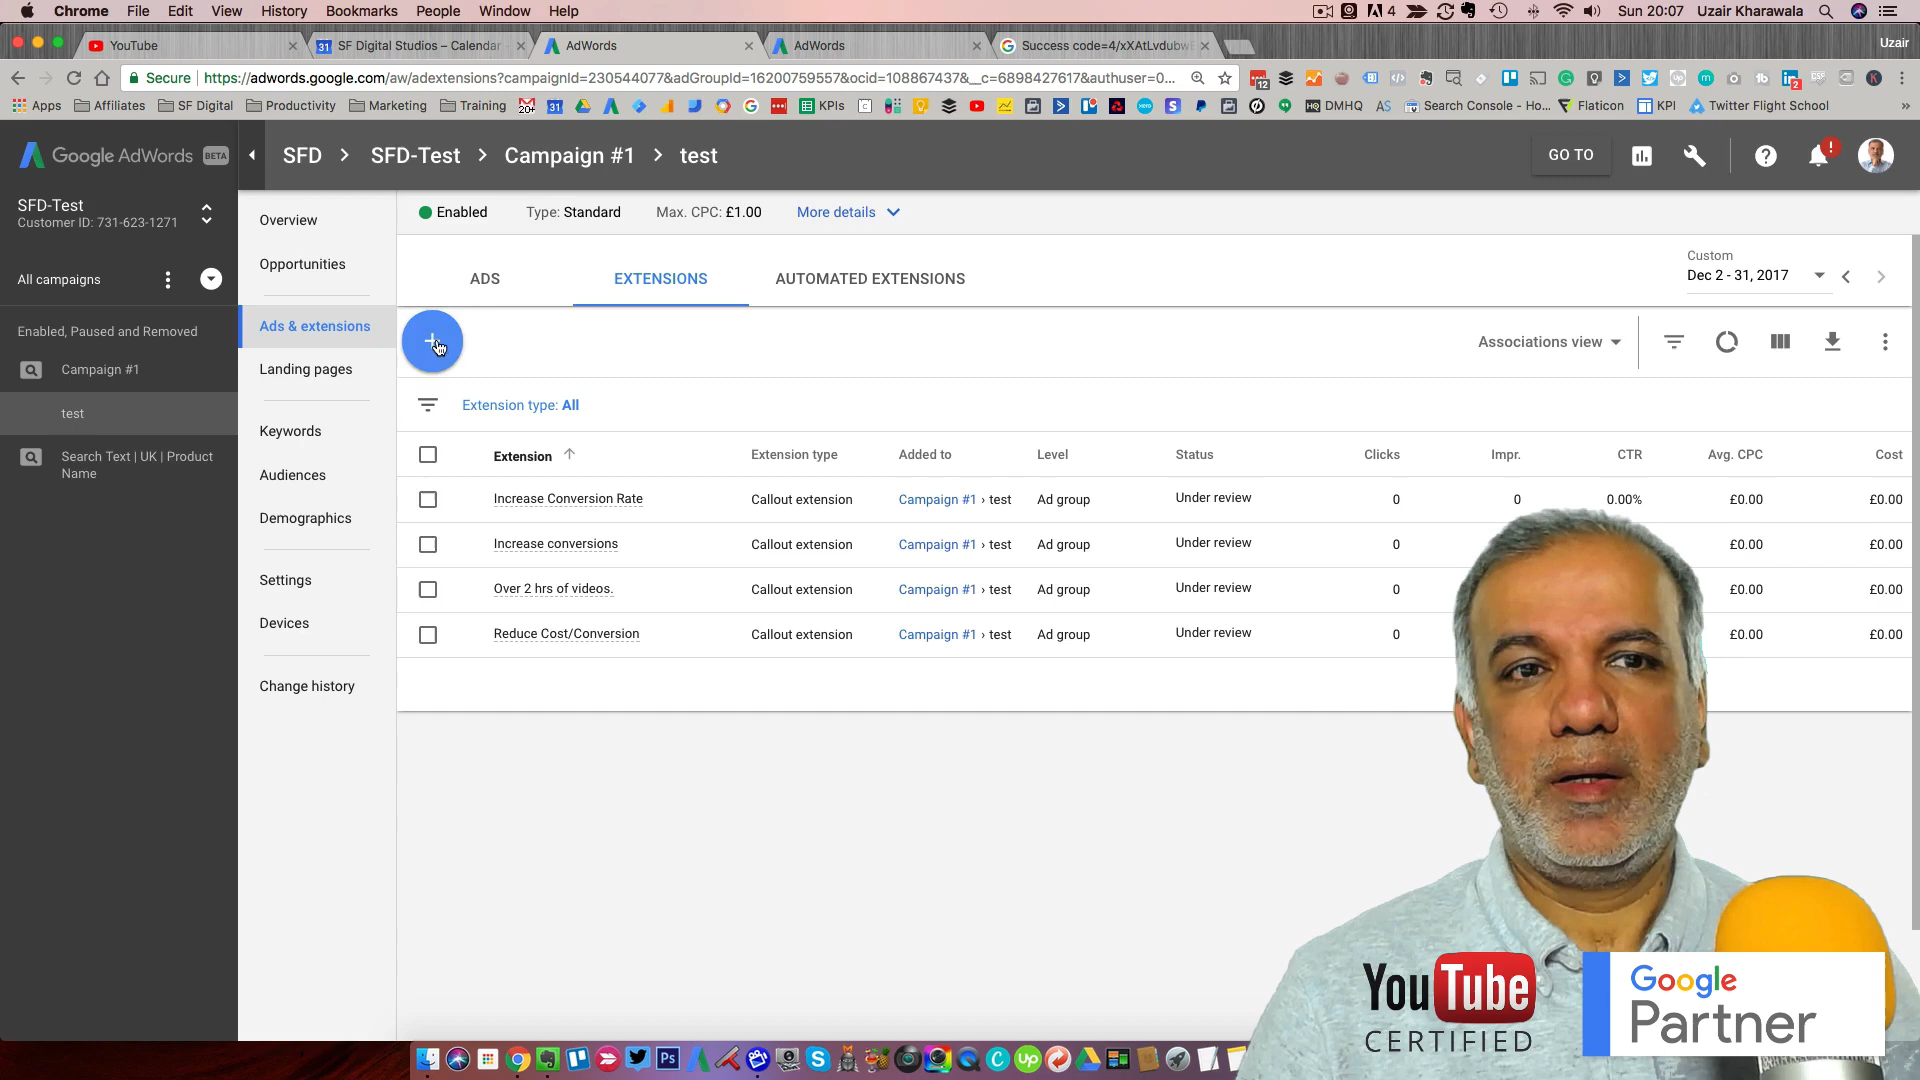 Chrome File Edit View History Bookmarks People Window Help
4 Sun 20:07 Uzair Kharawala
YouTube
31 SF Digital Studios – Calendar
AdWords
AdWords
Success code=4/xXAtLvdubwE
Uzair
Secure https://adwords.google.com/aw/adextensions?campaignId=230544077&adGroupId=16200759557&ocid=108867437&__c=6898427617&authuser=0...
12
2
Apps Affiliates SF Digital Productivity Marketing Training 20+ 31 KPIs HQ DMHQ AS Search Console - Ho... Flaticon KPI Twitter Flight School »
Google AdWords BETA
SFD > SFD-Test > Campaign #1 > test
GO TO
!
SFD-Test
Customer ID: 731-623-1271
All campaigns
Enabled, Paused and Removed
Campaign #1
test
Search Text | UK | Product
Name
Overview
Opportunities
Ads & extensions
Landing pages
Keywords
Audiences
Demographics
Settings
Devices
Change history
Enabled Type: Standard Max. CPC: £1.00 More details
ADS EXTENSIONS AUTOMATED EXTENSIONS
Custom
Dec 2 - 31, 2017
Associations view
Extension type: All
Extension Extension type Added to Level Status Clicks Impr. CTR Avg. CPC Cost
Increase Conversion Rate Callout extension Campaign #1 › test Ad group Under review 0 0 0.00% £0.00 £0.00
Increase conversions Callout extension Campaign #1 › test Ad group Under review 0 £0.00 £0.00
Over 2 hrs of videos. Callout extension Campaign #1 › test Ad group Under review 0 £0.00 £0.00
Reduce Cost/Conversion Callout extension Campaign #1 › test Ad group Under review 0 £0.00 £0.00
YouTube
CERTIFIED
Google
Partner
Ps
Up